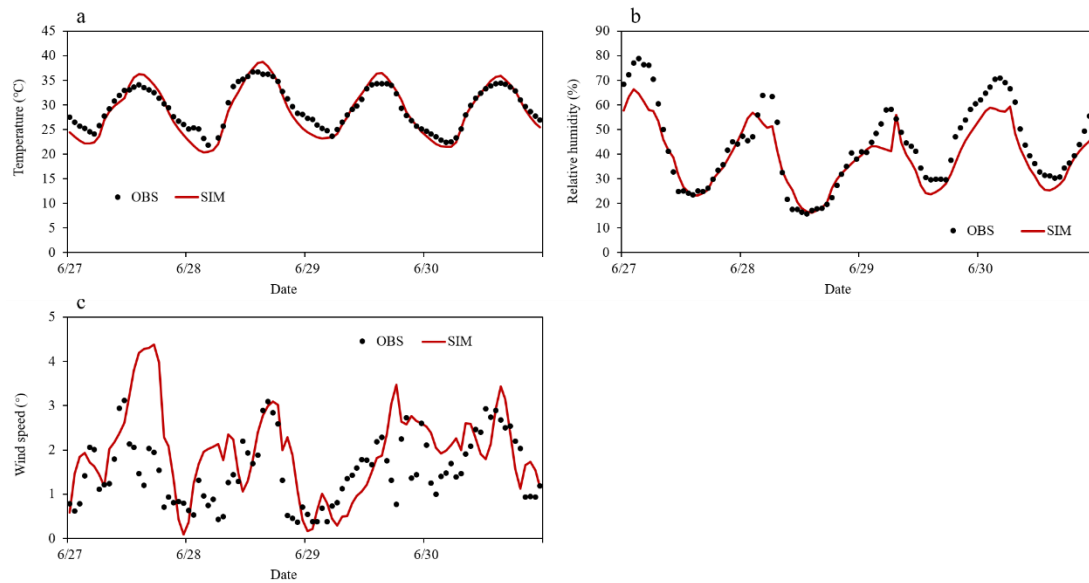 a
Temperature (°C)
45
40
35
30
25
20
15
10
5
0
OBS SIM
6/27 6/28 6/29 6/30
Date
b
Relative humidity (%)
90
80
70
60
50
40
30
20
10
0
OBS SIM
6/27 6/28 6/29 6/30
Date
c
Wind speed (°)
5
4
3
2
1
0
OBS SIM
6/27 6/28 6/29 6/30
Date